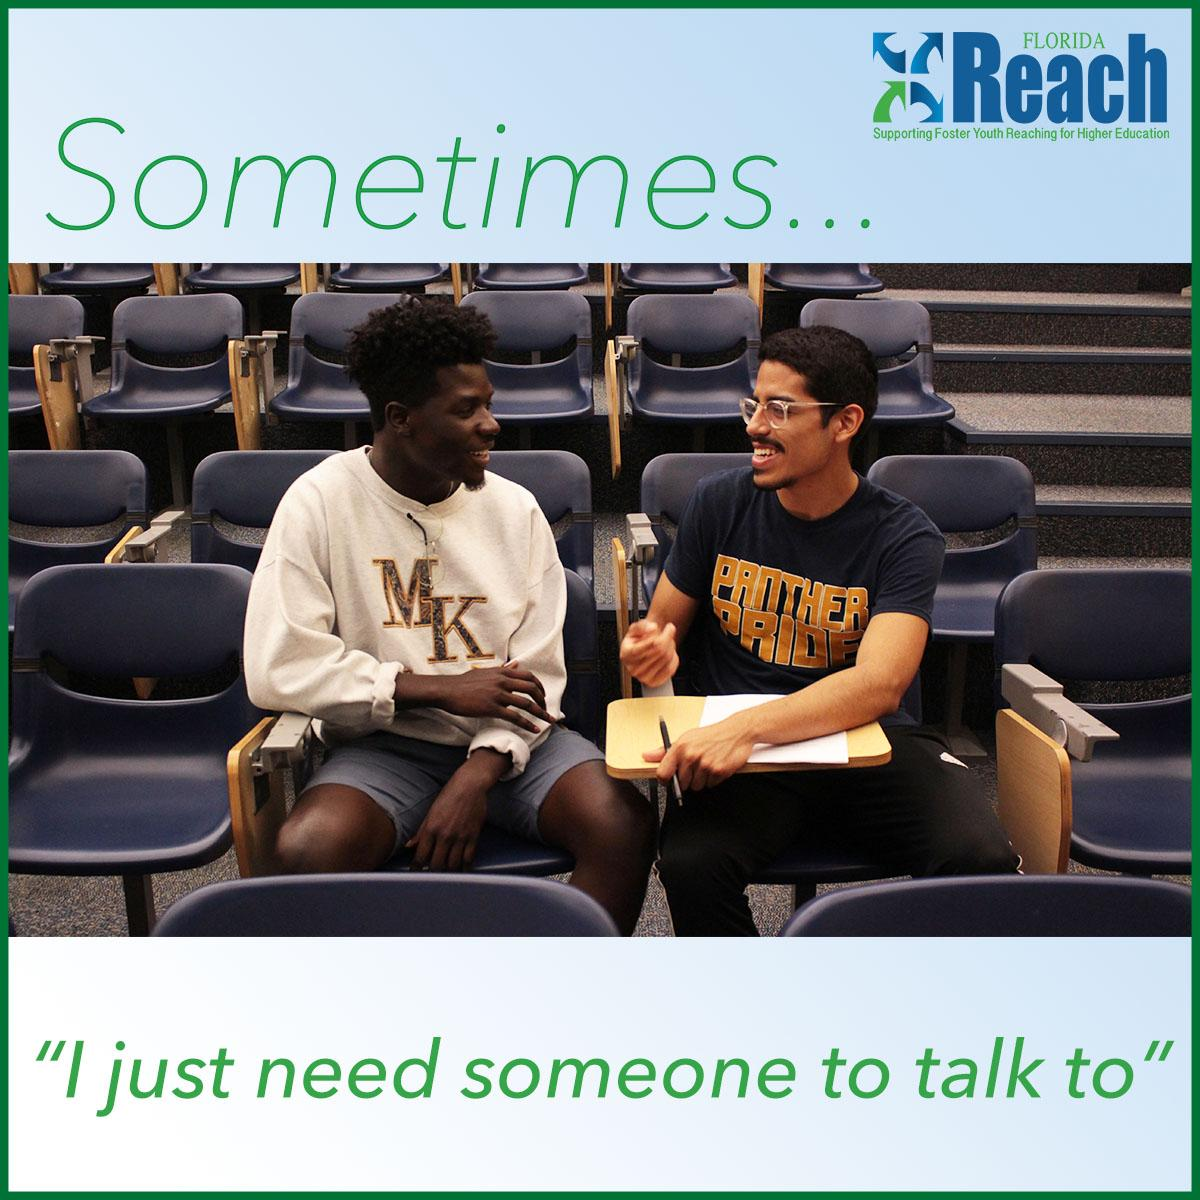 FLORIDA
Reach
Supporting Foster Youth Reaching for Higher Education
Sometimes...
MK
PANTHER
PRIDE
“I just need someone to talk to”